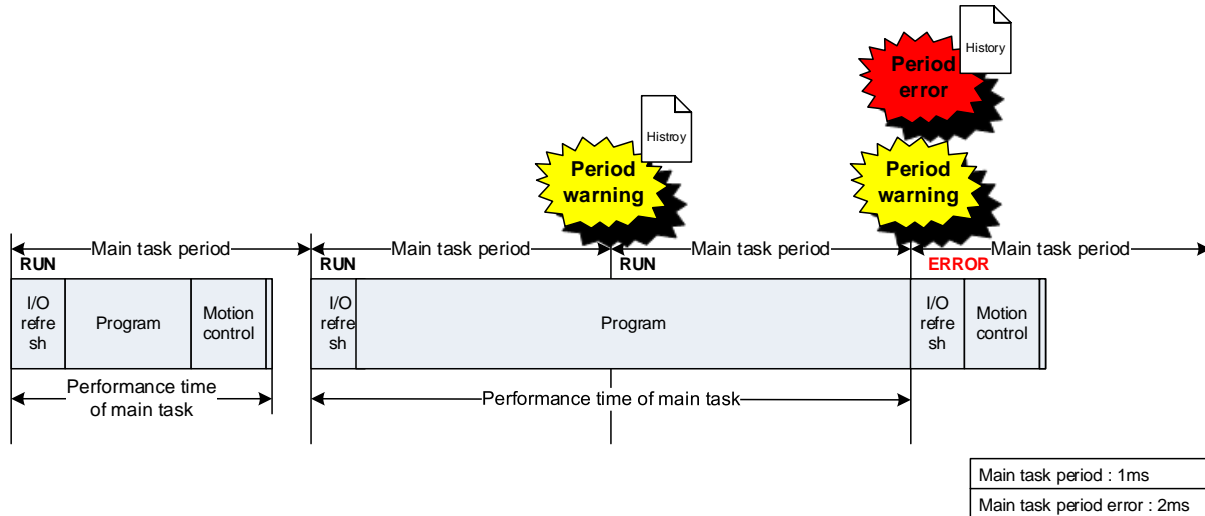 History
Period
error
Histroy
Period
warning
Period
warning
Main task period
Main task period
Main task period
Main task period
RUN
RUN
RUN
ERROR
I/O
refre
sh
Program
Motion
control
I/O
refre
sh
Program
I/O
refre
sh
Motion
control
Performance time
of main task
Performance time of main task
Main task period : 1ms
Main task period error : 2ms